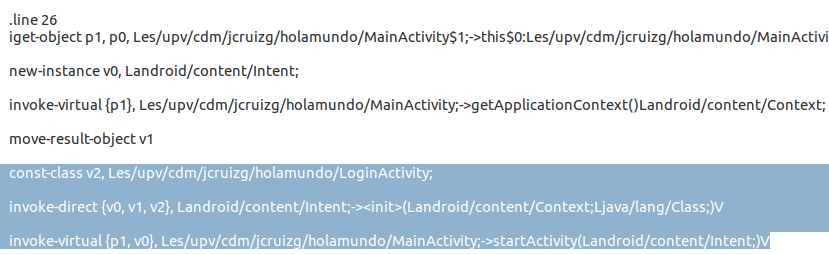 .line 26
iget-object p1, p0, Les/upv/cdm/jcruizg/holamundo/MainActivity$1;->this$0:Les/upv/cdm/jcruizg/holamundo/MainActivi
new-instance v0, Landroid/content/Intent;
invoke-virtual {p1}, Les/upv/cdm/jcruizg/holamundo/MainActivity;->getApplicationContext()Landroid/content/Context;
move-result-object v1
const-class v2, Les/upv/cdm/jcruizg/holamundo/LoginActivity;
invoke-direct {v0, v1, v2}, Landroid/content/Intent;-><init>(Landroid/content/Context;Ljava/lang/Class;)V
invoke-virtual {p1, v0}, Les/upv/cdm/jcruizg/holamundo/MainActivity;->startActivity(Landroid/content/Intent;)V